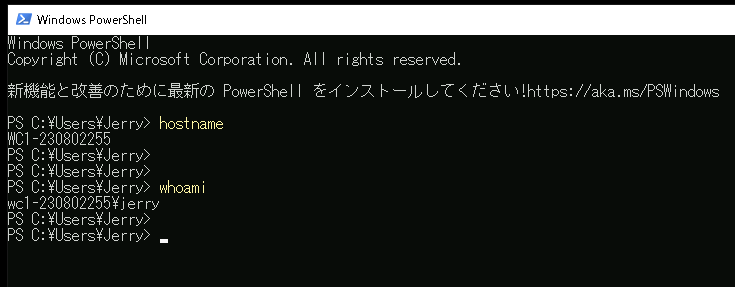 Windows PowerShell
Windows PowerShell
Copyright (C) Microsoft Corporation. All rights reserved.
新機能と改善のために最新の PowerShell をインストールしてください!https://aka.ms/PSWindows
PS C:¥Users¥Jerry> hostname
WC1-230802255
PS C:¥Users¥Jerry>
PS C:¥Users¥Jerry>
PS C:¥Users¥Jerry> whoami
wc1-230802255¥jerry
PS C:¥Users¥Jerry>
PS C:¥Users¥Jerry>